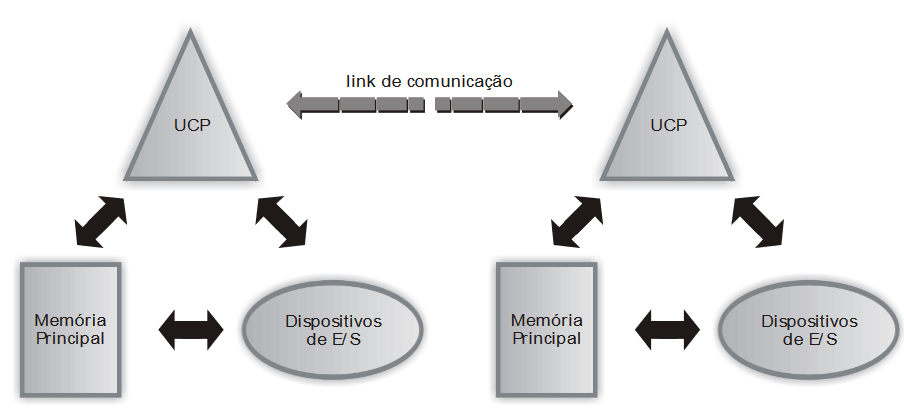 link de comunicação
UCP
UCP
Memória
Principal
Dispositivos
de E/S
Memória
Principal
Dispositivos
de E/S